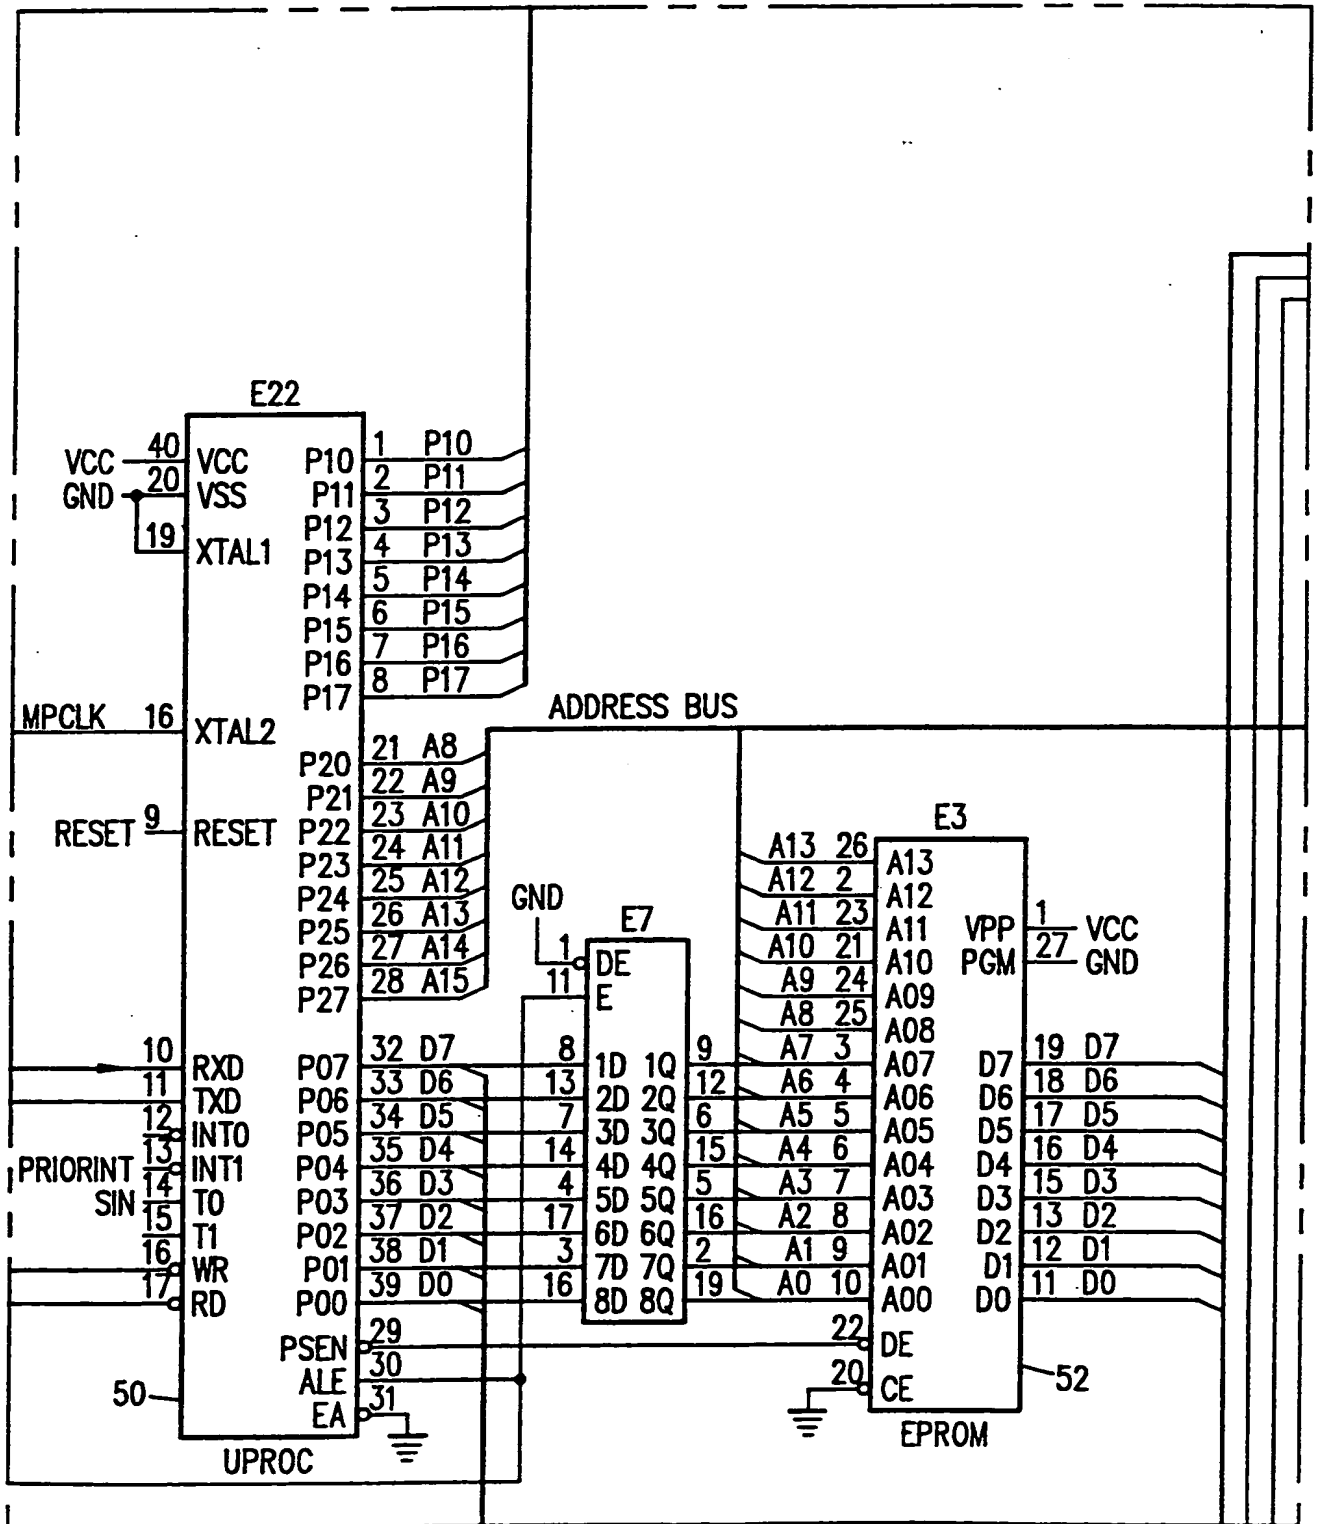 E22
VCC 40 VCC P10 1 P10
GND 20 VSS P11 2 P11
P12 3 P12
19 XTAL1 P13 4 P13
P14 5 P14
P15 6 P15
P16 7 P16
P17 8 P17
ADDRESS BUS
MPCLK 16 XTAL2
P20 21 A8
P21 22 A9
RESET 9 RESET P22 23 A10
P23 24 A11
P24 25 A12
P25 26 A13
P26 27 A14
P27 28 A15
10 RXD P07 32 D7
11 TXD P06 33 D6
12 INT0 P05 34 D5
PRIORINT 13 INT1 P04 35 D4
SIN 14 T0 P03 36 D3
15 T1 P02 37 D2
16 WR P01 38 D1
17 RD P00 39 D0
PSEN 29
ALE 30
EA 31
50
UPROC
GND
E7
1 DE
11 E
8 1D 1Q 9
13 2D 2Q 12
7 3D 3Q 6
14 4D 4Q 15
4 5D 5Q 5
17 6D 6Q 16
3 7D 7Q 2
16 8D 8Q 19
E3
A13 26 A13
A12 2 A12
A11 23 A11 VPP 1 VCC
A10 21 A10 PGM 27 GND
A9 24 A09
A8 25 A08
A7 3 A07 D7 19 D7
A6 4 A06 D6 18 D6
A5 5 A05 D5 17 D5
A4 6 A04 D4 16 D4
A3 7 A03 D3 15 D3
A2 8 A02 D2 13 D2
A1 9 A01 D1 12 D1
A0 10 A00 D0 11 D0
22 DE
20 CE
52
EPROM